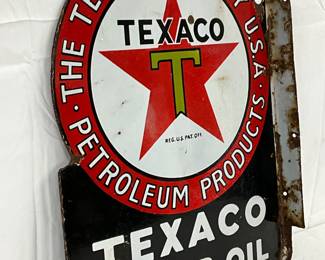 THE TE Y U.S.A.
TEXACO
T
REG. U.S. PAT. OFF.
PETROLEUM PRODUCTS
TEXACO
OIL